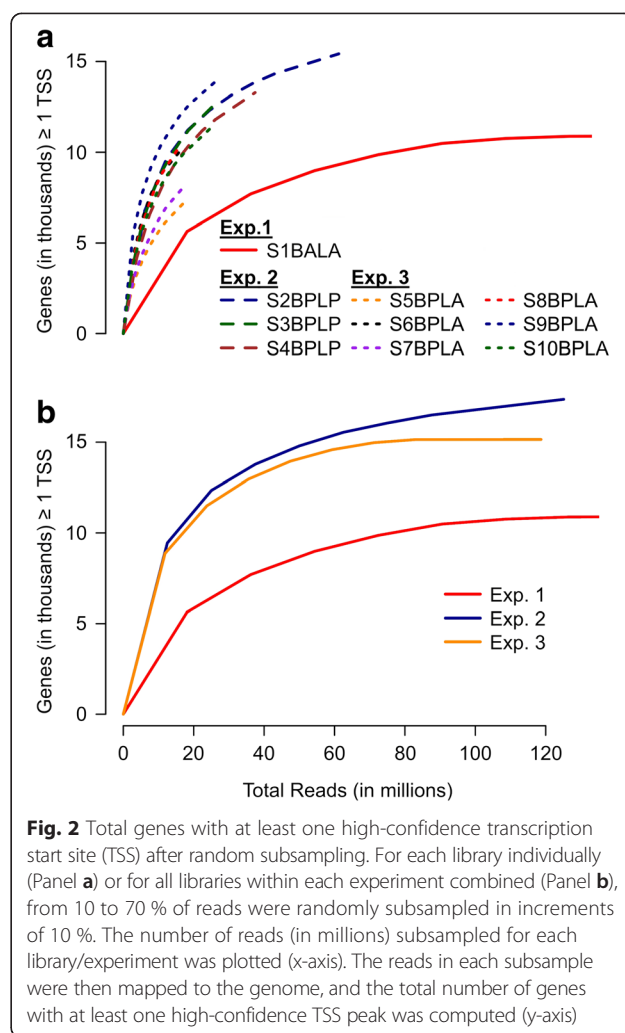 a
Genes (in thousands) ≥ 1 TSS
15
10
5
0
Exp.1
S1BALA
Exp. 2 Exp. 3
S2BPLP S5BPLA S8BPLA
S3BPLP S6BPLA S9BPLA
S4BPLP S7BPLA S10BPLA
b
Genes (in thousands) ≥ 1 TSS
15
10
5
0
Exp. 1
Exp. 2
Exp. 3
0 20 40 60 80 100 120
Total Reads (in millions)
Fig. 2 Total genes with at least one high-confidence transcription
start site (TSS) after random subsampling. For each library individually
(Panel a) or for all libraries within each experiment combined (Panel b),
from 10 to 70 % of reads were randomly subsampled in increments
of 10 %. The number of reads (in millions) subsampled for each
library/experiment was plotted (x-axis). The reads in each subsample
were then mapped to the genome, and the total number of genes
with at least one high-confidence TSS peak was computed (y-axis)